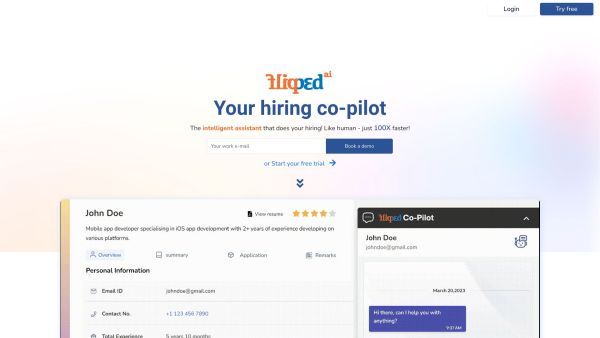 Login
Try free
fliqped ai
Your hiring co-pilot
The intelligent assistant that does your hiring! Like human - just 100X faster!
Your work e-mail
Book a demo
or Start your free trial
John Doe
View resume
Mobile app developer specialising in iOS app development with 2+ years of experience developing on
various platforms.
Overview
summary
Application
Remarks
Personal Information
Email ID
johndoe@gmail.com
Contact No.
+1 123 456 7890
Total Experience
5 years 10 months
fliqped Co-Pilot
John Doe
johndoe@gmail.com
March 20,2023
Hi there, can I help you with
anything?
9:37 AM